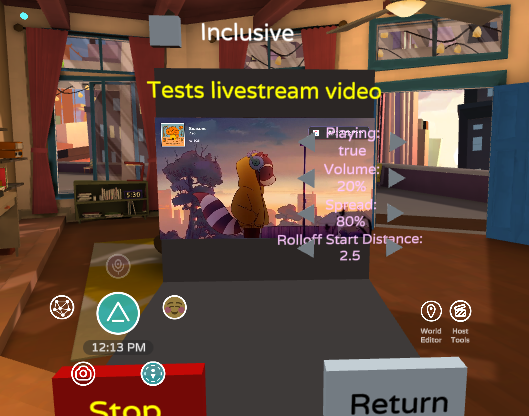 Inclusive
Tests livestream video
Playing:
true
Volume:
20%
Spread:
80%
Rolloff Start Distance:
2.5
5:30
12:13 PM
World
Editor
Host
Tools
Stop
Return